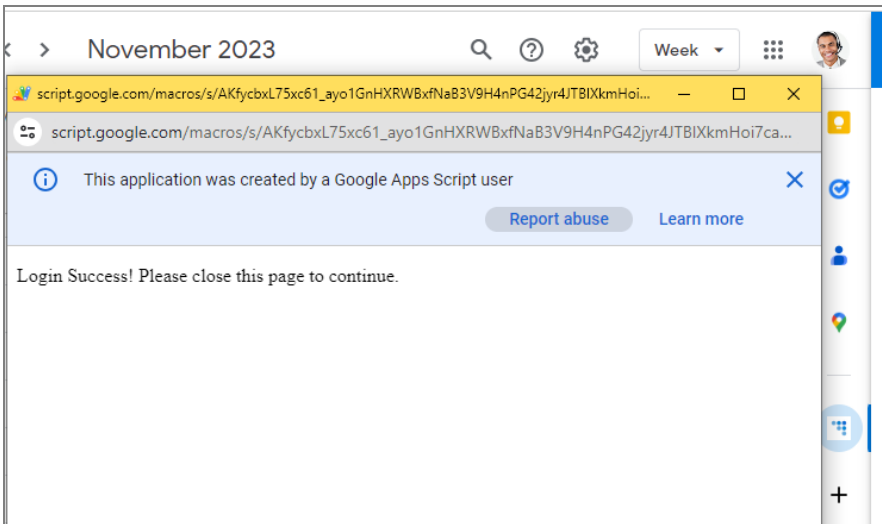 November 2023
Week
script.google.com/macros/s/AKfycbxL75xc61_ayo1GnHXRWBxfNaB3V9H4nPG42jyr4JTBIXkmHoi...
script.google.com/macros/s/AKfycbxL75xc61_ayo1GnHXRWBxfNaB3V9H4nPG42jyr4JTBIXkmHoi7ca...
This application was created by a Google Apps Script user
Report abuse
Learn more
Login Success! Please close this page to continue.